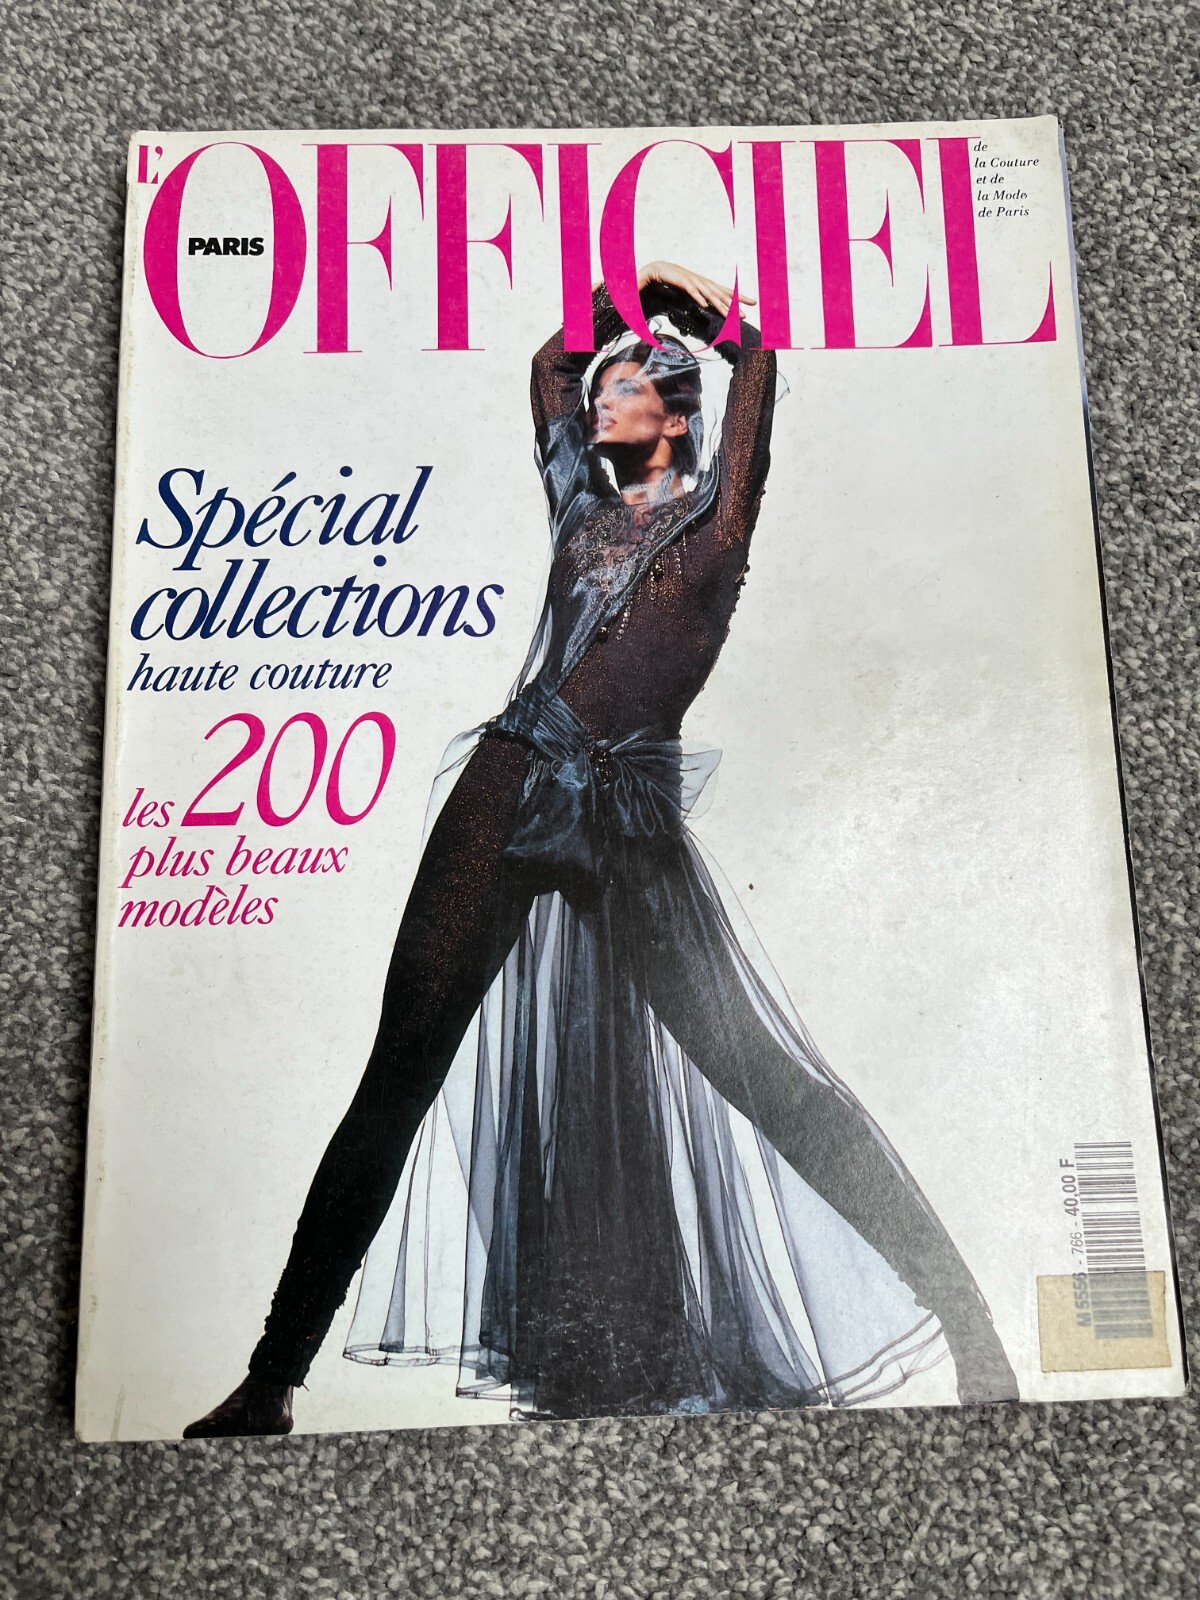 L'OFFICIEL
PARIS
de
la Couture
et de
la Mode
de Paris
Spécial
collections
haute couture
les 200
plus beaux
modèles
- 766 - 40,00 F